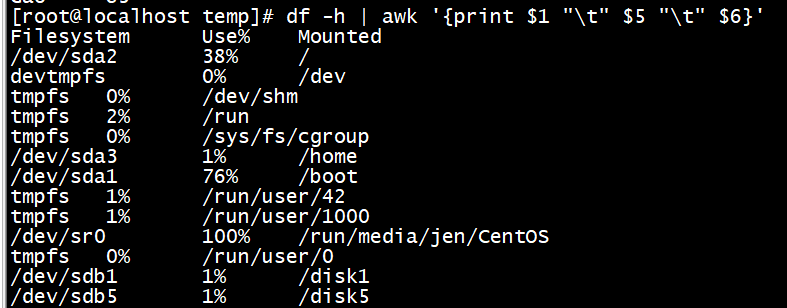 [root@localhost temp]# df -h | awk '{print $1 "\t" $5 "\t" $6}'
Filesystem	Use%	Mounted
/dev/sda2	38%	/
devtmpfs	0%	/dev
tmpfs	0%	/dev/shm
tmpfs	2%	/run
tmpfs	0%	/sys/fs/cgroup
/dev/sda3	1%	/home
/dev/sda1	76%	/boot
tmpfs	1%	/run/user/42
tmpfs	1%	/run/user/1000
/dev/sr0	100%	/run/media/jen/CentOS
tmpfs	0%	/run/user/0
/dev/sdb1	1%	/disk1
/dev/sdb5	1%	/disk5